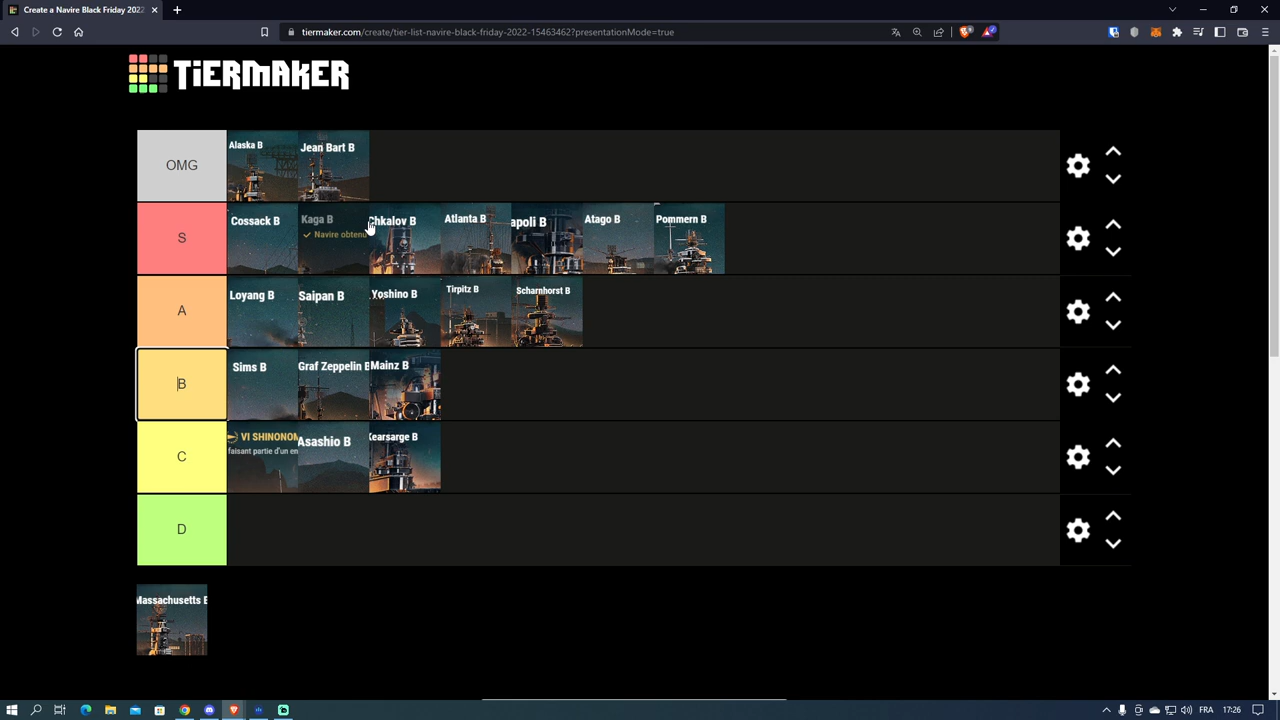 Create a Navire Black Friday 2022
tiermaker.com/create/tier-list-navire-black-friday-2022-15463462?presentationMode=true
TiERMAKER
OMG
Alaska B
Jean Bart B
S
Cossack B
Kaga B
Navire obtenu
Chkalov B
Atlanta B
apoli B
Atago B
Pommern B
A
Loyang B
Saipan B
Yoshino B
Tirpitz B
Scharnhorst B
B
Sims B
Graf Zeppelin B
Mainz B
C
VI SHINONOM
faisant partie d'un en
Asashio B
Kearsarge B
D
Massachusetts B
FRA
17:26